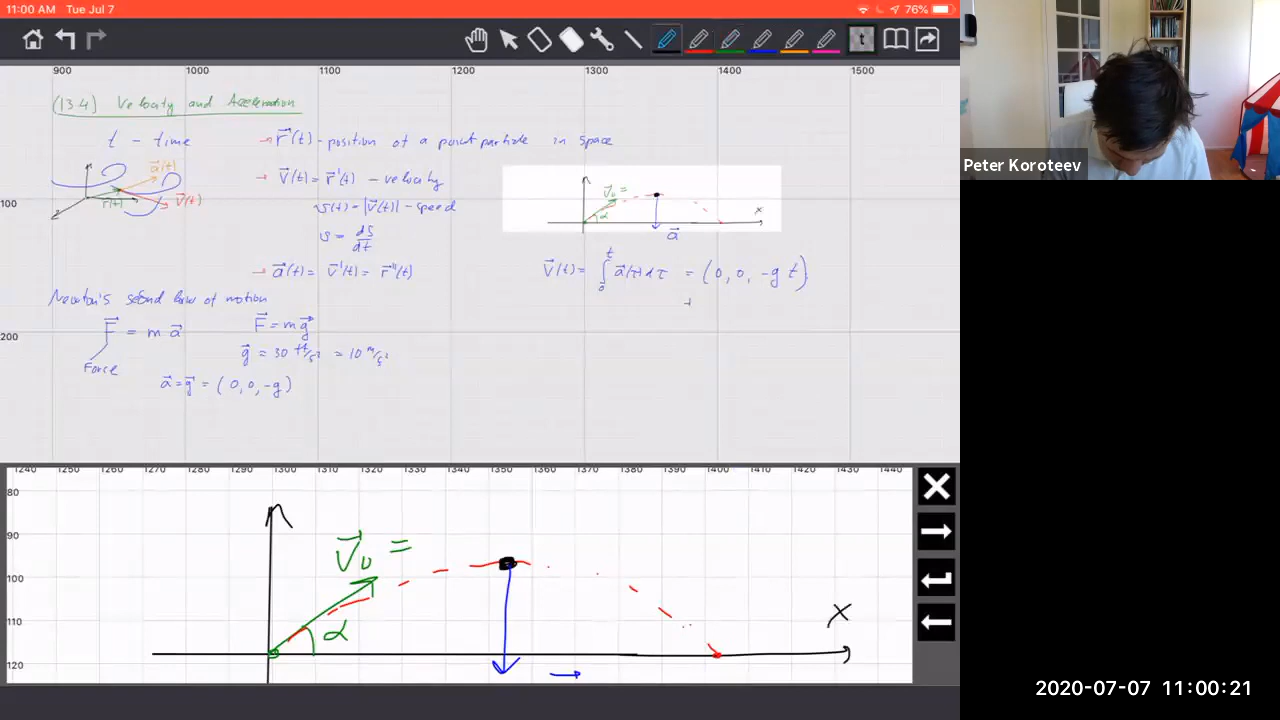 11:00 AM Tue Jul 7
76%
t
900 1000 1100 1200 1300 1400 1500
100
200
(13.4) Velocity and Acceleration
t - time
→ r⃗(t) - position of a point particle in space
a⃗(t)
r⃗(t)
v⃗(t)
→ v⃗(t) = r⃗'(t) - velocity
v(t) = |v⃗(t)| - speed
v = ds/dt
→ a⃗(t) = v⃗'(t) = r⃗''(t)
Newton's second law of motion
F⃗ = m a⃗
F⃗ = m g⃗
Force
g⃗ = 30 ft/s² = 10 m/s²
a⃗ = g⃗ = (0, 0, -g)
v⃗₀ =
α
x
a⃗
v⃗(t) = ∫₀ᵗ a⃗(τ) dτ = (0, 0, -g t)
+
1240 1250 1260 1270 1280 1290 1300 1310 1320 1330 1340 1350 1360 1370 1380 1390 1400 1410 1420 1430 1440
80
90
100
110
120
v⃗₀ =
α
x
Peter Koroteev
2020-07-07 11:00:21